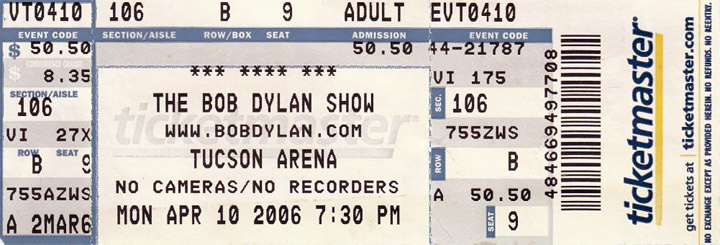 106 B 9 ADULT EVT0410
EVENT CODE SECTION/AISLE ROW/BOX SEAT ADMISSION EVENT CODE
$ 50.50 50.50 44-21787
$ 8.35 CONVENIENCE CHARGE
SECTION/AISLE
106
VI 27X
ROW SEAT
B 9
755AZWS
A 2MAR6
*** **** ***
THE BOB DYLAN SHOW
WWW.BOBDYLAN.COM
ticketmaster
TUCSON ARENA
NO CAMERAS/NO RECORDERS
MON APR 10 2006 7:30 PM
VI 175
SEC. 106
755ZWS
ROW B
A 50.50
SEAT 9
484669497708
ticketmaster
get tickets at ticketmaster.com
NO EXCHANGE EXCEPT AS PROVIDED HEREIN. NO REFUNDS. NO REENTRY.